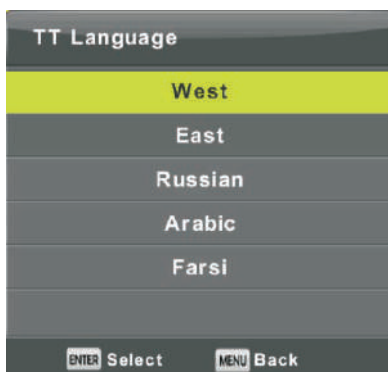 TT Language
West
East
Russian
Arabic
Farsi
ENTER Select MENU Back